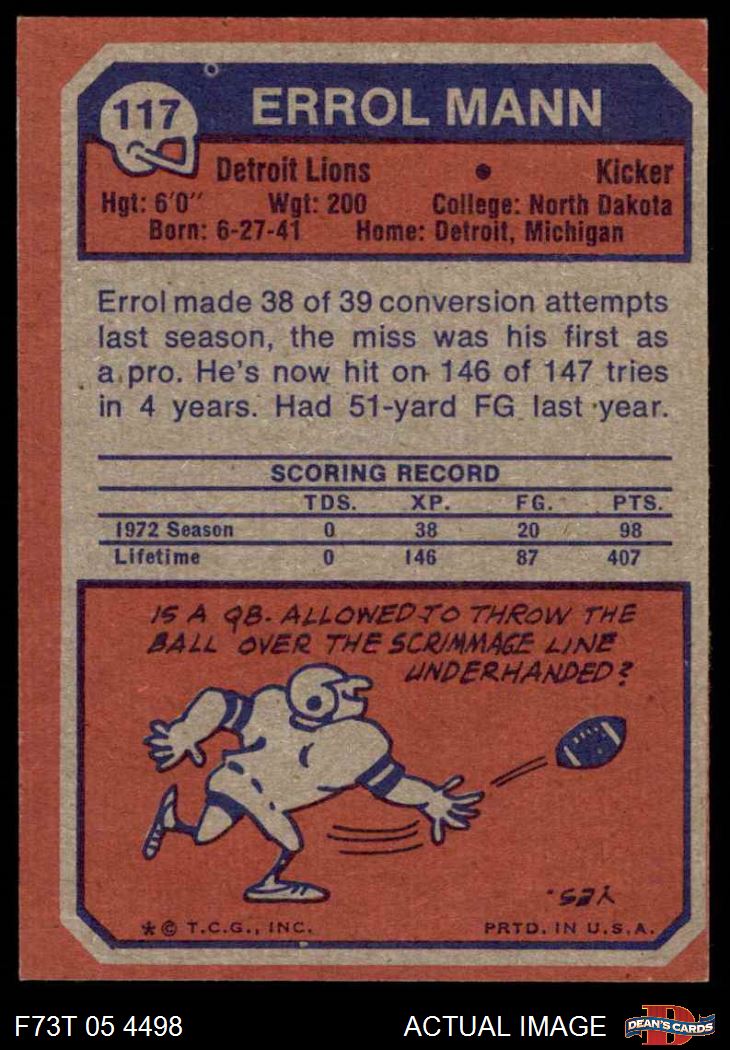 117
ERROL MANN
Detroit Lions • Kicker
Hgt: 6'0" Wgt: 200 College: North Dakota
Born: 6-27-41 Home: Detroit, Michigan
Errol made 38 of 39 conversion attempts
last season, the miss was his first as
a pro. He's now hit on 146 of 147 tries
in 4 years. Had 51-yard FG last year.
SCORING RECORD
TDS. XP. FG. PTS.
1972 Season 0 38 20 98
Lifetime 0 146 87 407
IS A QB. ALLOWED TO THROW THE
BALL OVER THE SCRIMMAGE LINE
UNDERHANDED?
YES.
* © T.C.G., INC. PRTD. IN U.S.A.
F73T 05 4498 ACTUAL IMAGE
D
DEAN'S CARDS